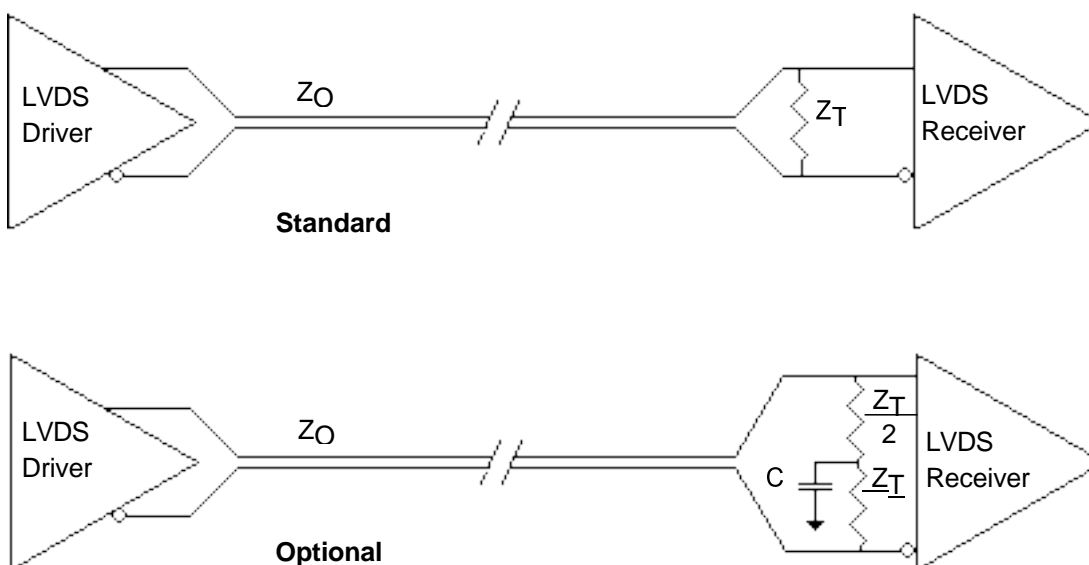 LVDS
Driver
ZO
ZT
LVDS
Receiver
Standard
LVDS
Driver
ZO
ZT
2
C
ZT
LVDS
Receiver
Optional